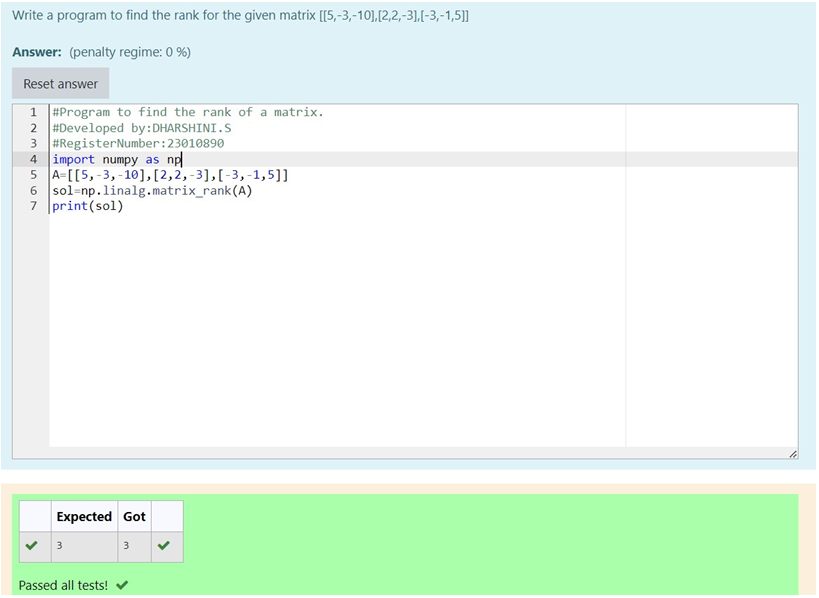 Write a program to find the rank for the given matrix [[5,-3,-10],[2,2,-3],[-3,-1,5]]
Answer: (penalty regime: 0 %)
Reset answer
1 #Program to find the rank of a matrix.
2 #Developed by:DHARSHINI.S
3 #RegisterNumber:23010890
4 import numpy as np
5 A=[[5,-3,-10],[2,2,-3],[-3,-1,5]]
6 sol=np.linalg.matrix_rank(A)
7 print(sol)
Expected Got
3 3
Passed all tests!